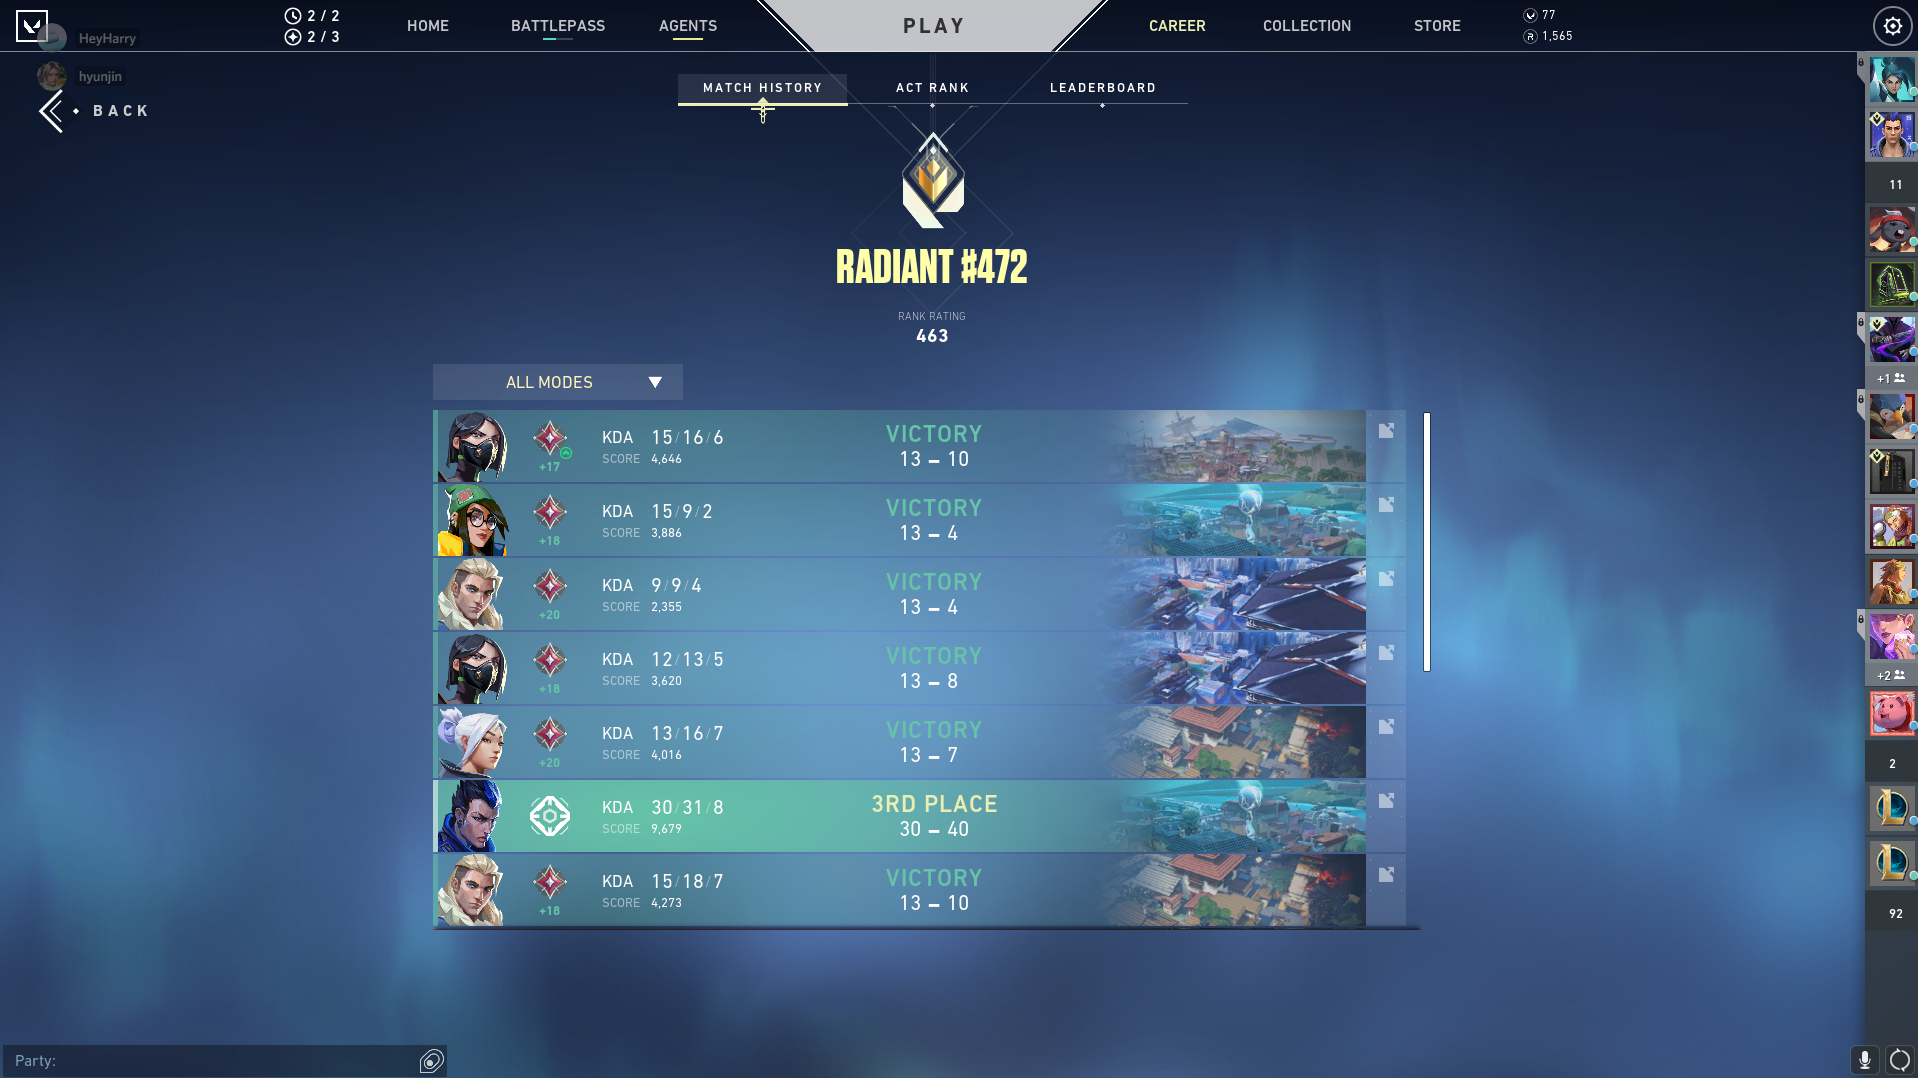 2 / 2
2 / 3
HOME
BATTLEPASS
AGENTS
PLAY
CAREER
COLLECTION
STORE
77
1,565
HeyHarry
hyunjin
BACK
MATCH HISTORY
ACT RANK
LEADERBOARD
RADIANT #472
RANK RATING
463
ALL MODES
+17
KDA 15/16/6
SCORE 4,646
VICTORY
13 – 10
+18
KDA 15/9/2
SCORE 3,886
VICTORY
13 – 4
+20
KDA 9/9/4
SCORE 2,355
VICTORY
13 – 4
+18
KDA 12/13/5
SCORE 3,620
VICTORY
13 – 8
+20
KDA 13/16/7
SCORE 4,016
VICTORY
13 – 7
KDA 30/31/8
SCORE 9,679
3RD PLACE
30 – 40
+18
KDA 15/18/7
SCORE 4,273
VICTORY
13 – 10
11
+1
+2
2
92
Party: